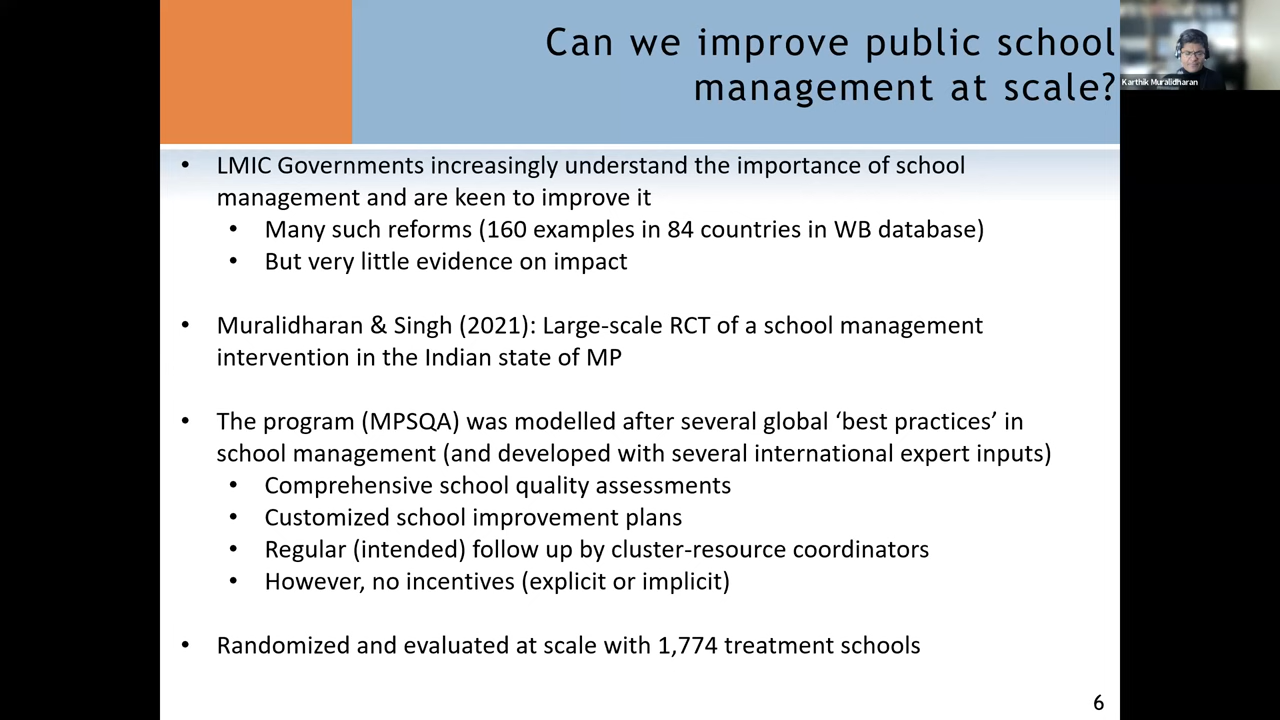 Can we improve public school
management at scale?
Karthik Muralidharan
• LMIC Governments increasingly understand the importance of school
management and are keen to improve it
• Many such reforms (160 examples in 84 countries in WB database)
• But very little evidence on impact
• Muralidharan & Singh (2021): Large-scale RCT of a school management
intervention in the Indian state of MP
• The program (MPSQA) was modelled after several global ‘best practices’ in
school management (and developed with several international expert inputs)
• Comprehensive school quality assessments
• Customized school improvement plans
• Regular (intended) follow up by cluster-resource coordinators
• However, no incentives (explicit or implicit)
• Randomized and evaluated at scale with 1,774 treatment schools
6